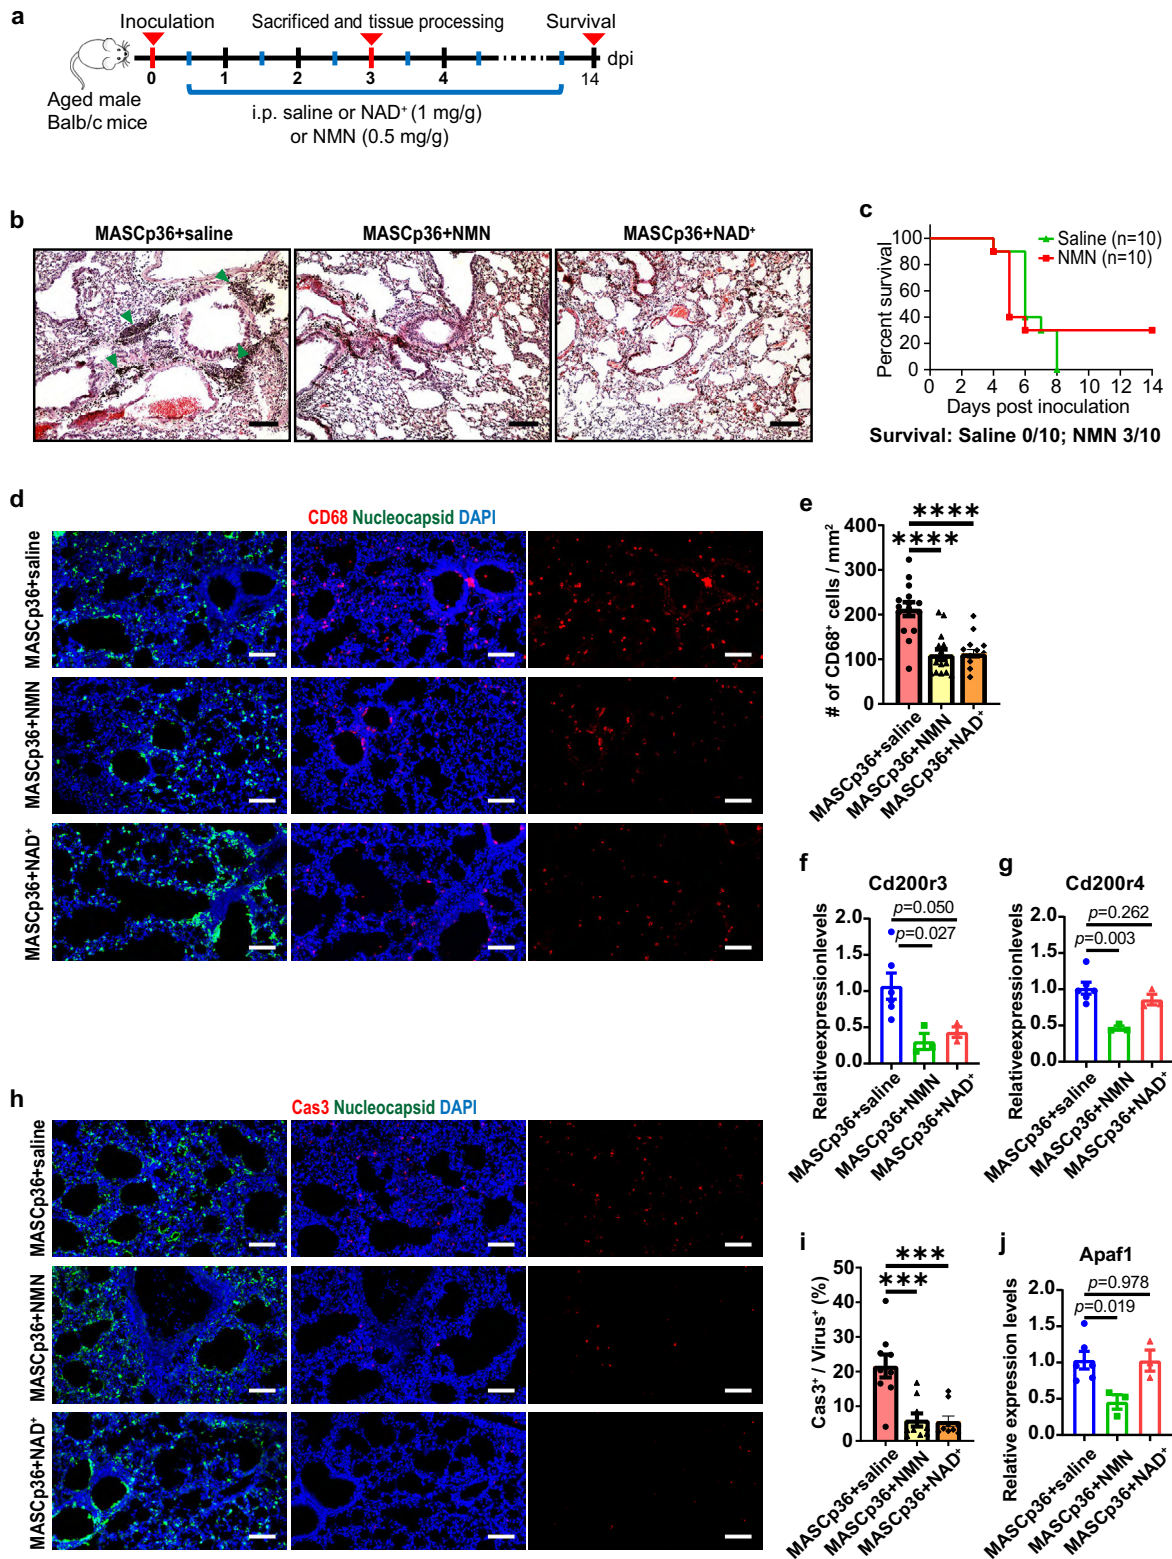 a
Inoculation
Sacrificed and tissue processing
Survival
dpi
0
1
2
3
4
14
Aged male
Balb/c mice
i.p. saline or NAD⁺ (1 mg/g)
or NMN (0.5 mg/g)
b
MASCp36+saline
MASCp36+NMN
MASCp36+NAD⁺
c
Percent survival
100
80
60
40
20
0
Saline (n=10)
NMN (n=10)
0 2 4 6 8 10 12 14
Days post inoculation
Survival: Saline 0/10; NMN 3/10
d
CD68 Nucleocapsid DAPI
MASCp36+saline
MASCp36+NMN
MASCp36+NAD⁺
e
# of CD68⁺ cells / mm²
400
300
200
100
0
****
****
MASCp36+saline
MASCp36+NMN
MASCp36+NAD⁺
f
Cd200r3
p=0.050
p=0.027
Relativeexpressionlevels
2.0
1.5
1.0
0.5
0.0
MASCp36+saline
MASCp36+NMN
MASCp36+NAD⁺
g
Cd200r4
p=0.262
p=0.003
Relativeexpressionlevels
2.0
1.5
1.0
0.5
0.0
MASCp36+saline
MASCp36+NMN
MASCp36+NAD⁺
h
Cas3 Nucleocapsid DAPI
MASCp36+saline
MASCp36+NMN
MASCp36+NAD⁺
i
Cas3⁺ / Virus⁺ (%)
50
40
30
20
10
0
***
***
MASCp36+saline
MASCp36+NMN
MASCp36+NAD⁺
j
Apaf1
p=0.978
p=0.019
Relative expression levels
2.0
1.5
1.0
0.5
0.0
MASCp36+saline
MASCp36+NMN
MASCp36+NAD⁺